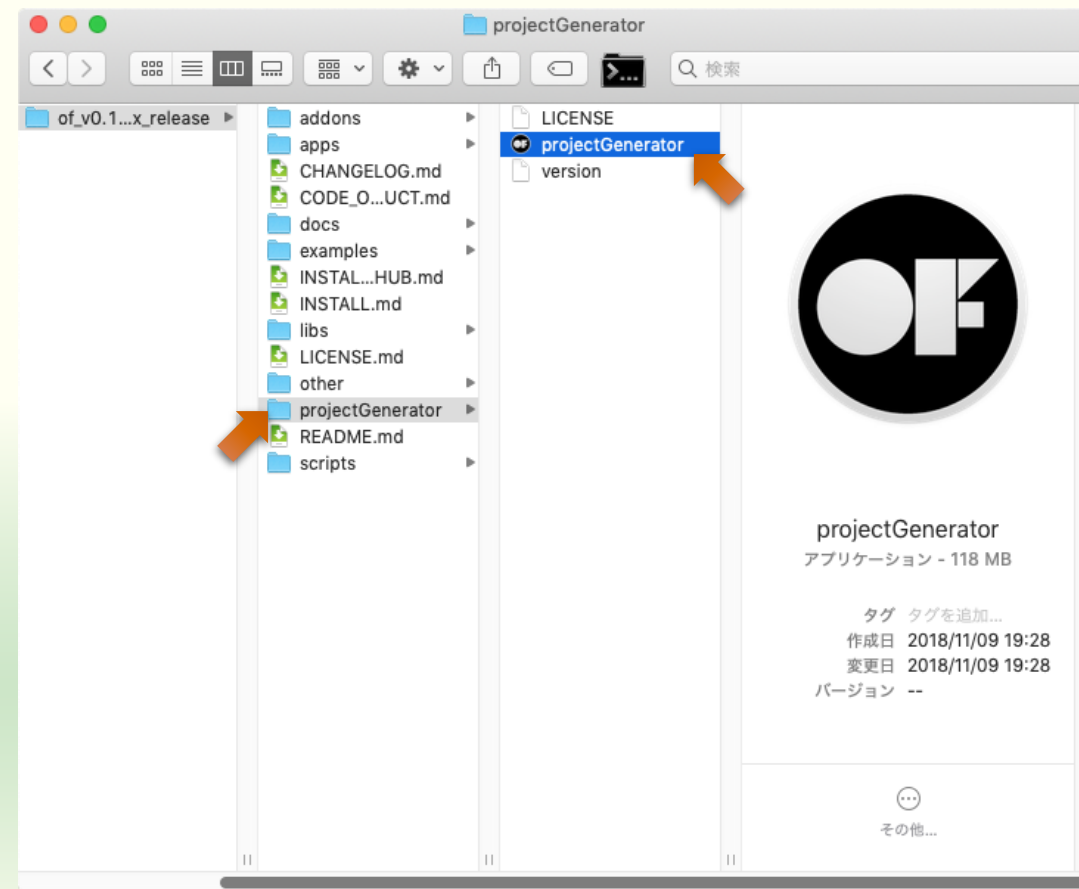 projectGenerator
検索
of_v0.1...x_release
addons
apps
CHANGELOG.md
CODE_O...UCT.md
docs
examples
INSTAL...HUB.md
INSTALL.md
libs
LICENSE.md
other
projectGenerator
README.md
scripts
LICENSE
projectGenerator
version
OF
projectGenerator
アプリケーション - 118 MB
タグ タグを追加...
作成日 2018/11/09 19:28
変更日 2018/11/09 19:28
バージョン --
その他...